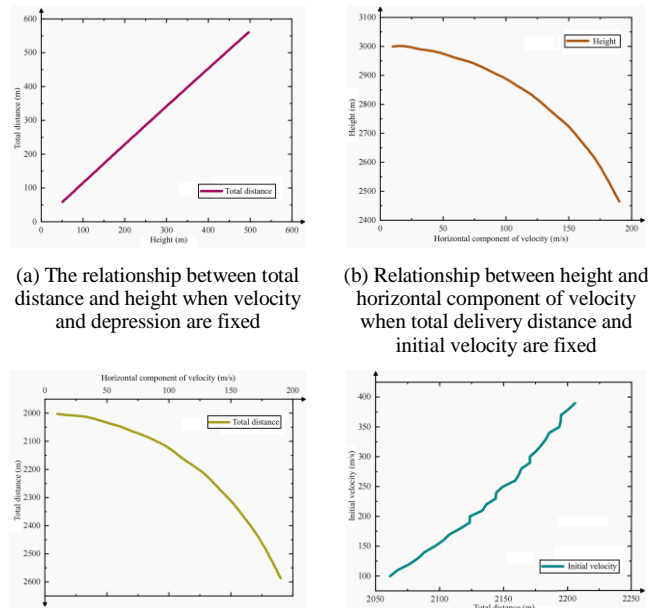 600
500
400
300
200
100
0
Total distance (m)
Total distance
0 100 200 300 400 500 600
Height (m)
3100
3000
2900
2800
2700
2600
2500
2400
Height (m)
Height
0 50 100 150 200
Horizontal component of velocity (m/s)
(a) The relationship between total
distance and height when velocity
and depression are fixed
(b) Relationship between height and
horizontal component of velocity
when total delivery distance and
initial velocity are fixed
Horizontal component of velocity (m/s)
0 50 100 150 200
2000
2100
2200
2300
2400
2500
2600
Total distance (m)
Total distance
400
350
300
250
200
150
100
Initial velocity (m/s)
Initial velocity
2050 2100 2150 2200 2250
Total distance (m)